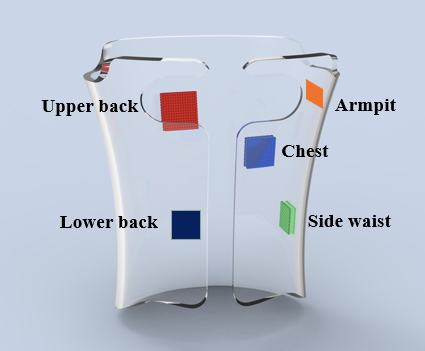 Upper back
Armpit
Chest
Lower back
Side waist